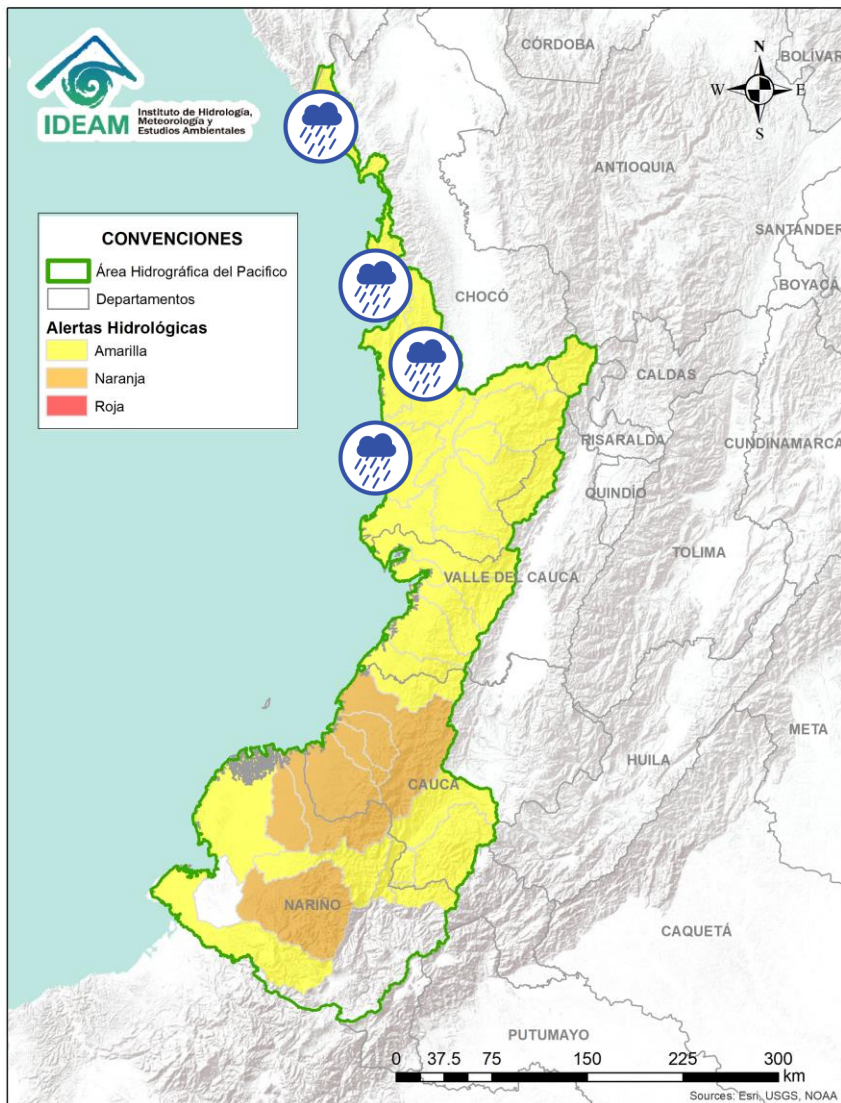 CÓRDOBA
BOLÍVAR
N
W E
S
IDEAM
Instituto de Hidrología,
Meteorología y
Estudios Ambientales
ANTIOQUIA
SANTANDER
BOYACÁ
CONVENCIONES
Área Hidrográfica del Pacifico
Departamentos
Alertas Hidrológicas
Amarilla
Naranja
Roja
CHOCÓ
CALDAS
RISARALDA
CUNDINAMARCA
QUINDÍO
TOLIMA
VALLE DEL CAUCA
META
HUILA
CAUCA
NARIÑO
CAQUETÁ
PUTUMAYO
0 37.5 75 150 225 300
km
Sources: Esri, USGS, NOAA